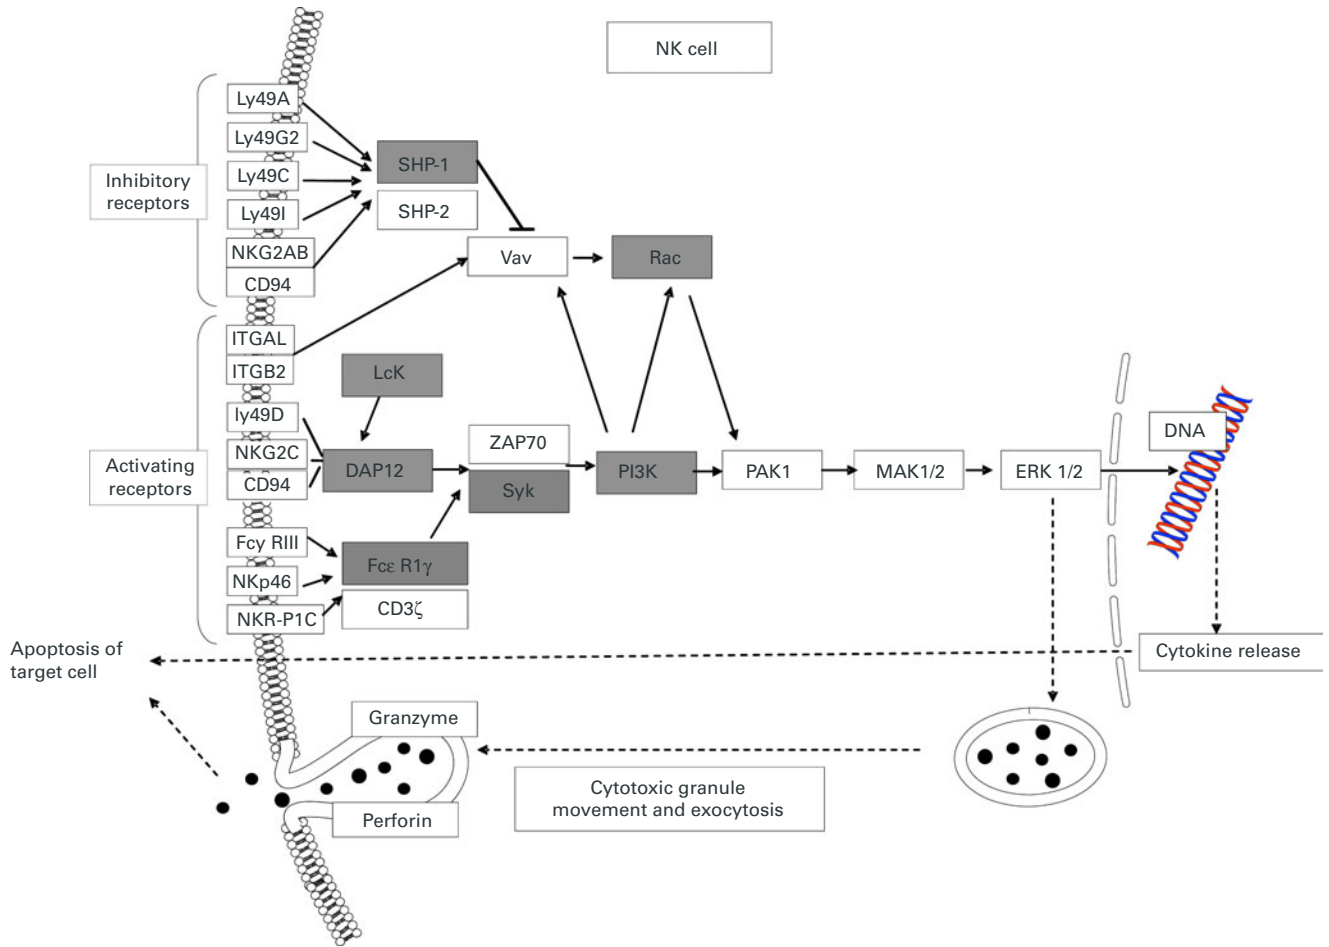 NK cell
Ly49A
Ly49G2
Ly49C
Ly49I
NKG2AB
CD94
Inhibitory
receptors
SHP-1
SHP-2
Vav
Rac
ITGAL
ITGB2
LcK
ly49D
NKG2C
CD94
Activating
receptors
DAP12
ZAP70
Syk
PI3K
PAK1
MAK1/2
ERK 1/2
DNA
Fcy RIII
NKp46
NKR-P1C
Fcε R1γ
CD3ζ
Apoptosis of
target cell
Cytokine release
Granzyme
Perforin
Cytotoxic granule
movement and exocytosis